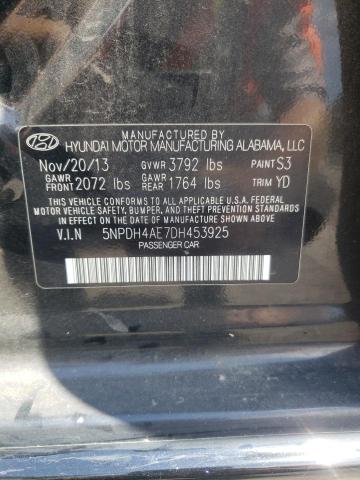 MANUFACTURED BY
HYUNDAI MOTOR MANUFACTURING ALABAMA, LLC
Nov/20/13 GVWR 3792 lbs PAINT S3
GAWR FRONT 2072 lbs GAWR REAR 1764 lbs TRIM YD
THIS VEHICLE CONFORMS TO ALL APPLICABLE U.S.A FEDERAL
MOTOR VEHICLE SAFETY, BUMPER, AND THEFT PREVENTION
STANDARDS IN EFFECT ON THE DATE OF MANUFACTURE SHOWN ABOVE.
V.I.N 5NPDH4AE7DH453925
PASSENGER CAR